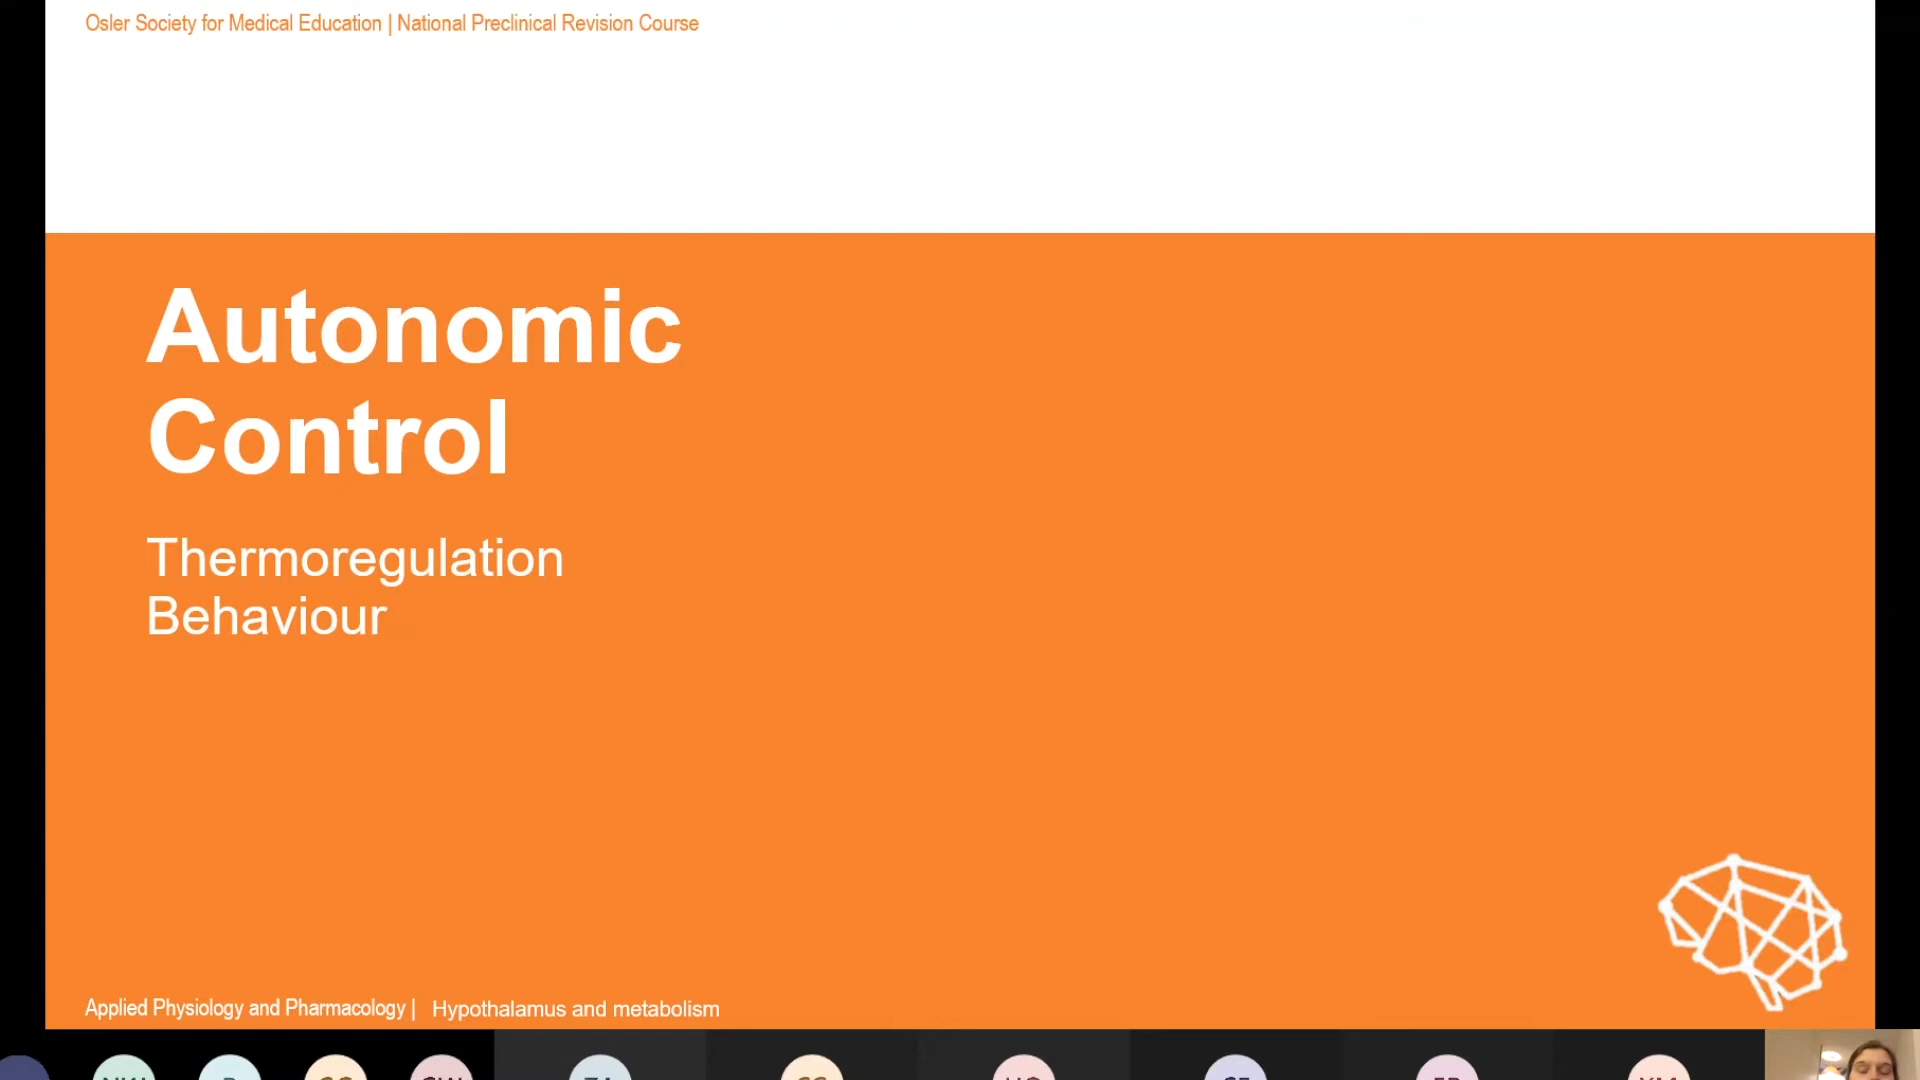 Osler Society for Medical Education | National Preclinical Revision Course
Autonomic
Control
Thermoregulation
Behaviour
Applied Physiology and Pharmacology | Hypothalamus and metabolism